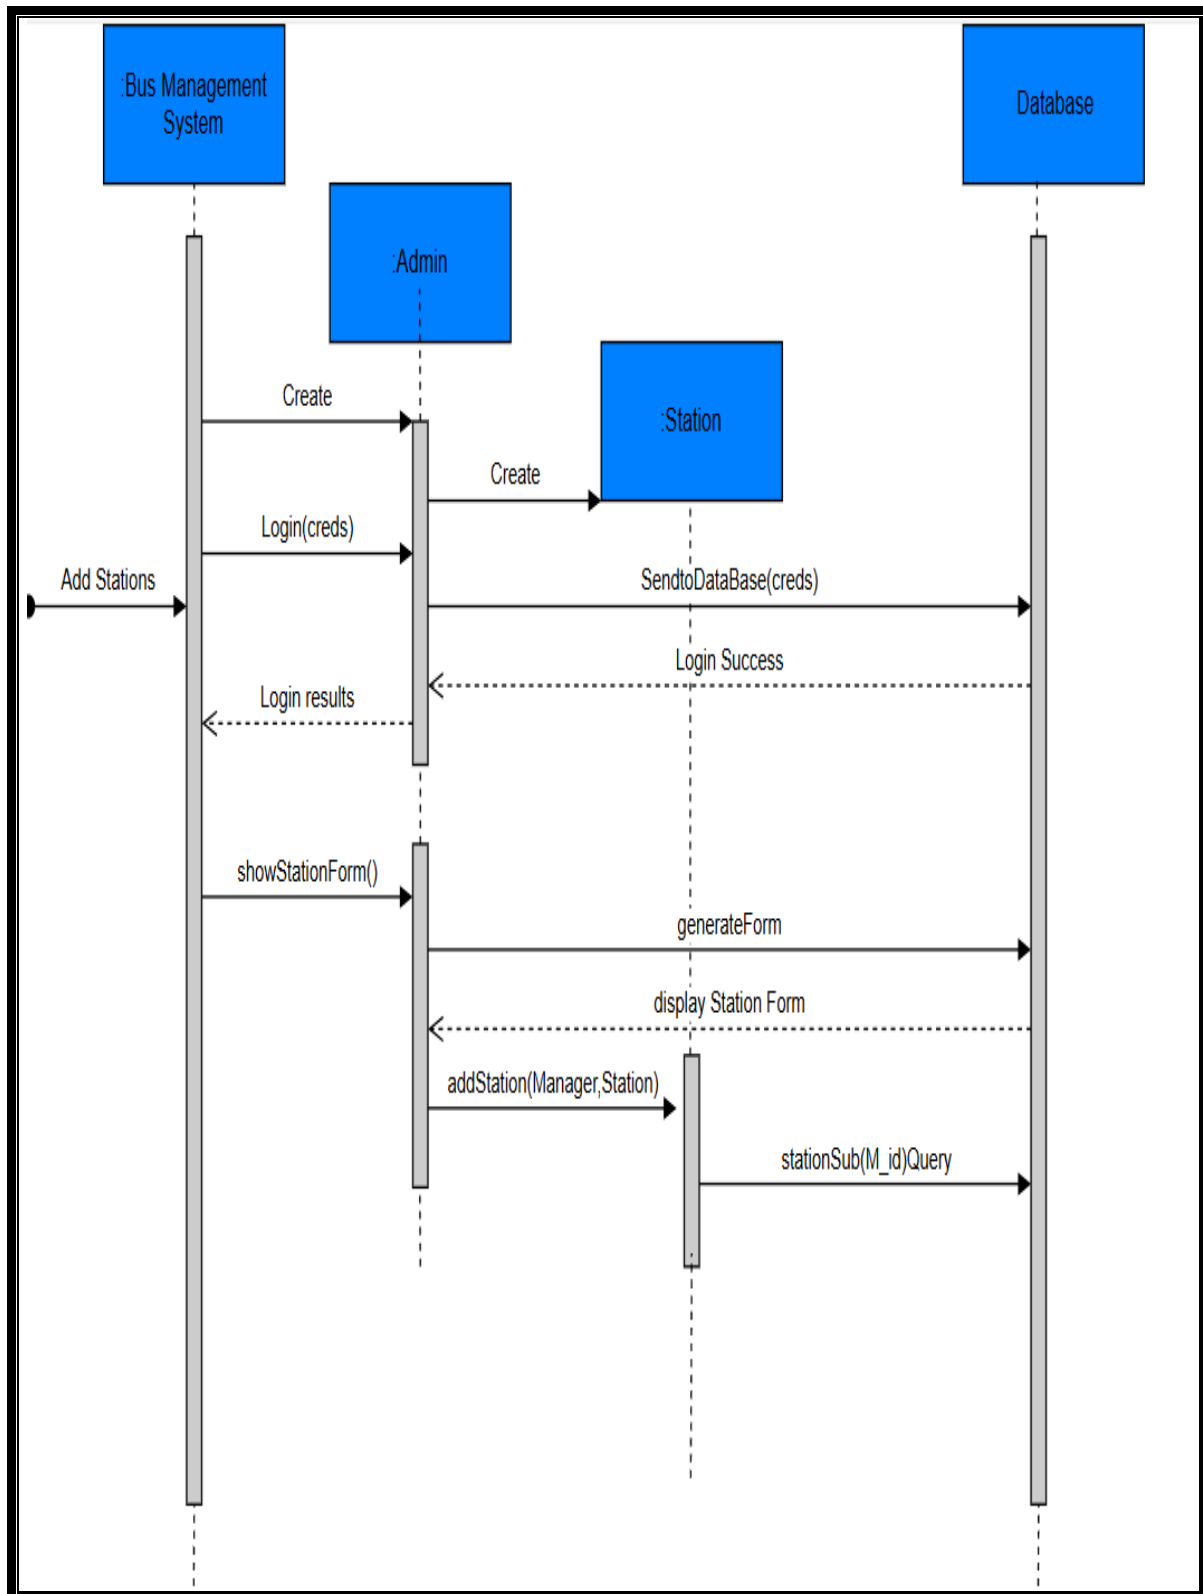 :Bus Management
System
Database
:Admin
:Station
Create
Create
Login(creds)
Add Stations
SendtoDataBase(creds)
Login Success
Login results
showStationForm()
generateForm
display Station Form
addStation(Manager,Station)
stationSub(M_id)Query